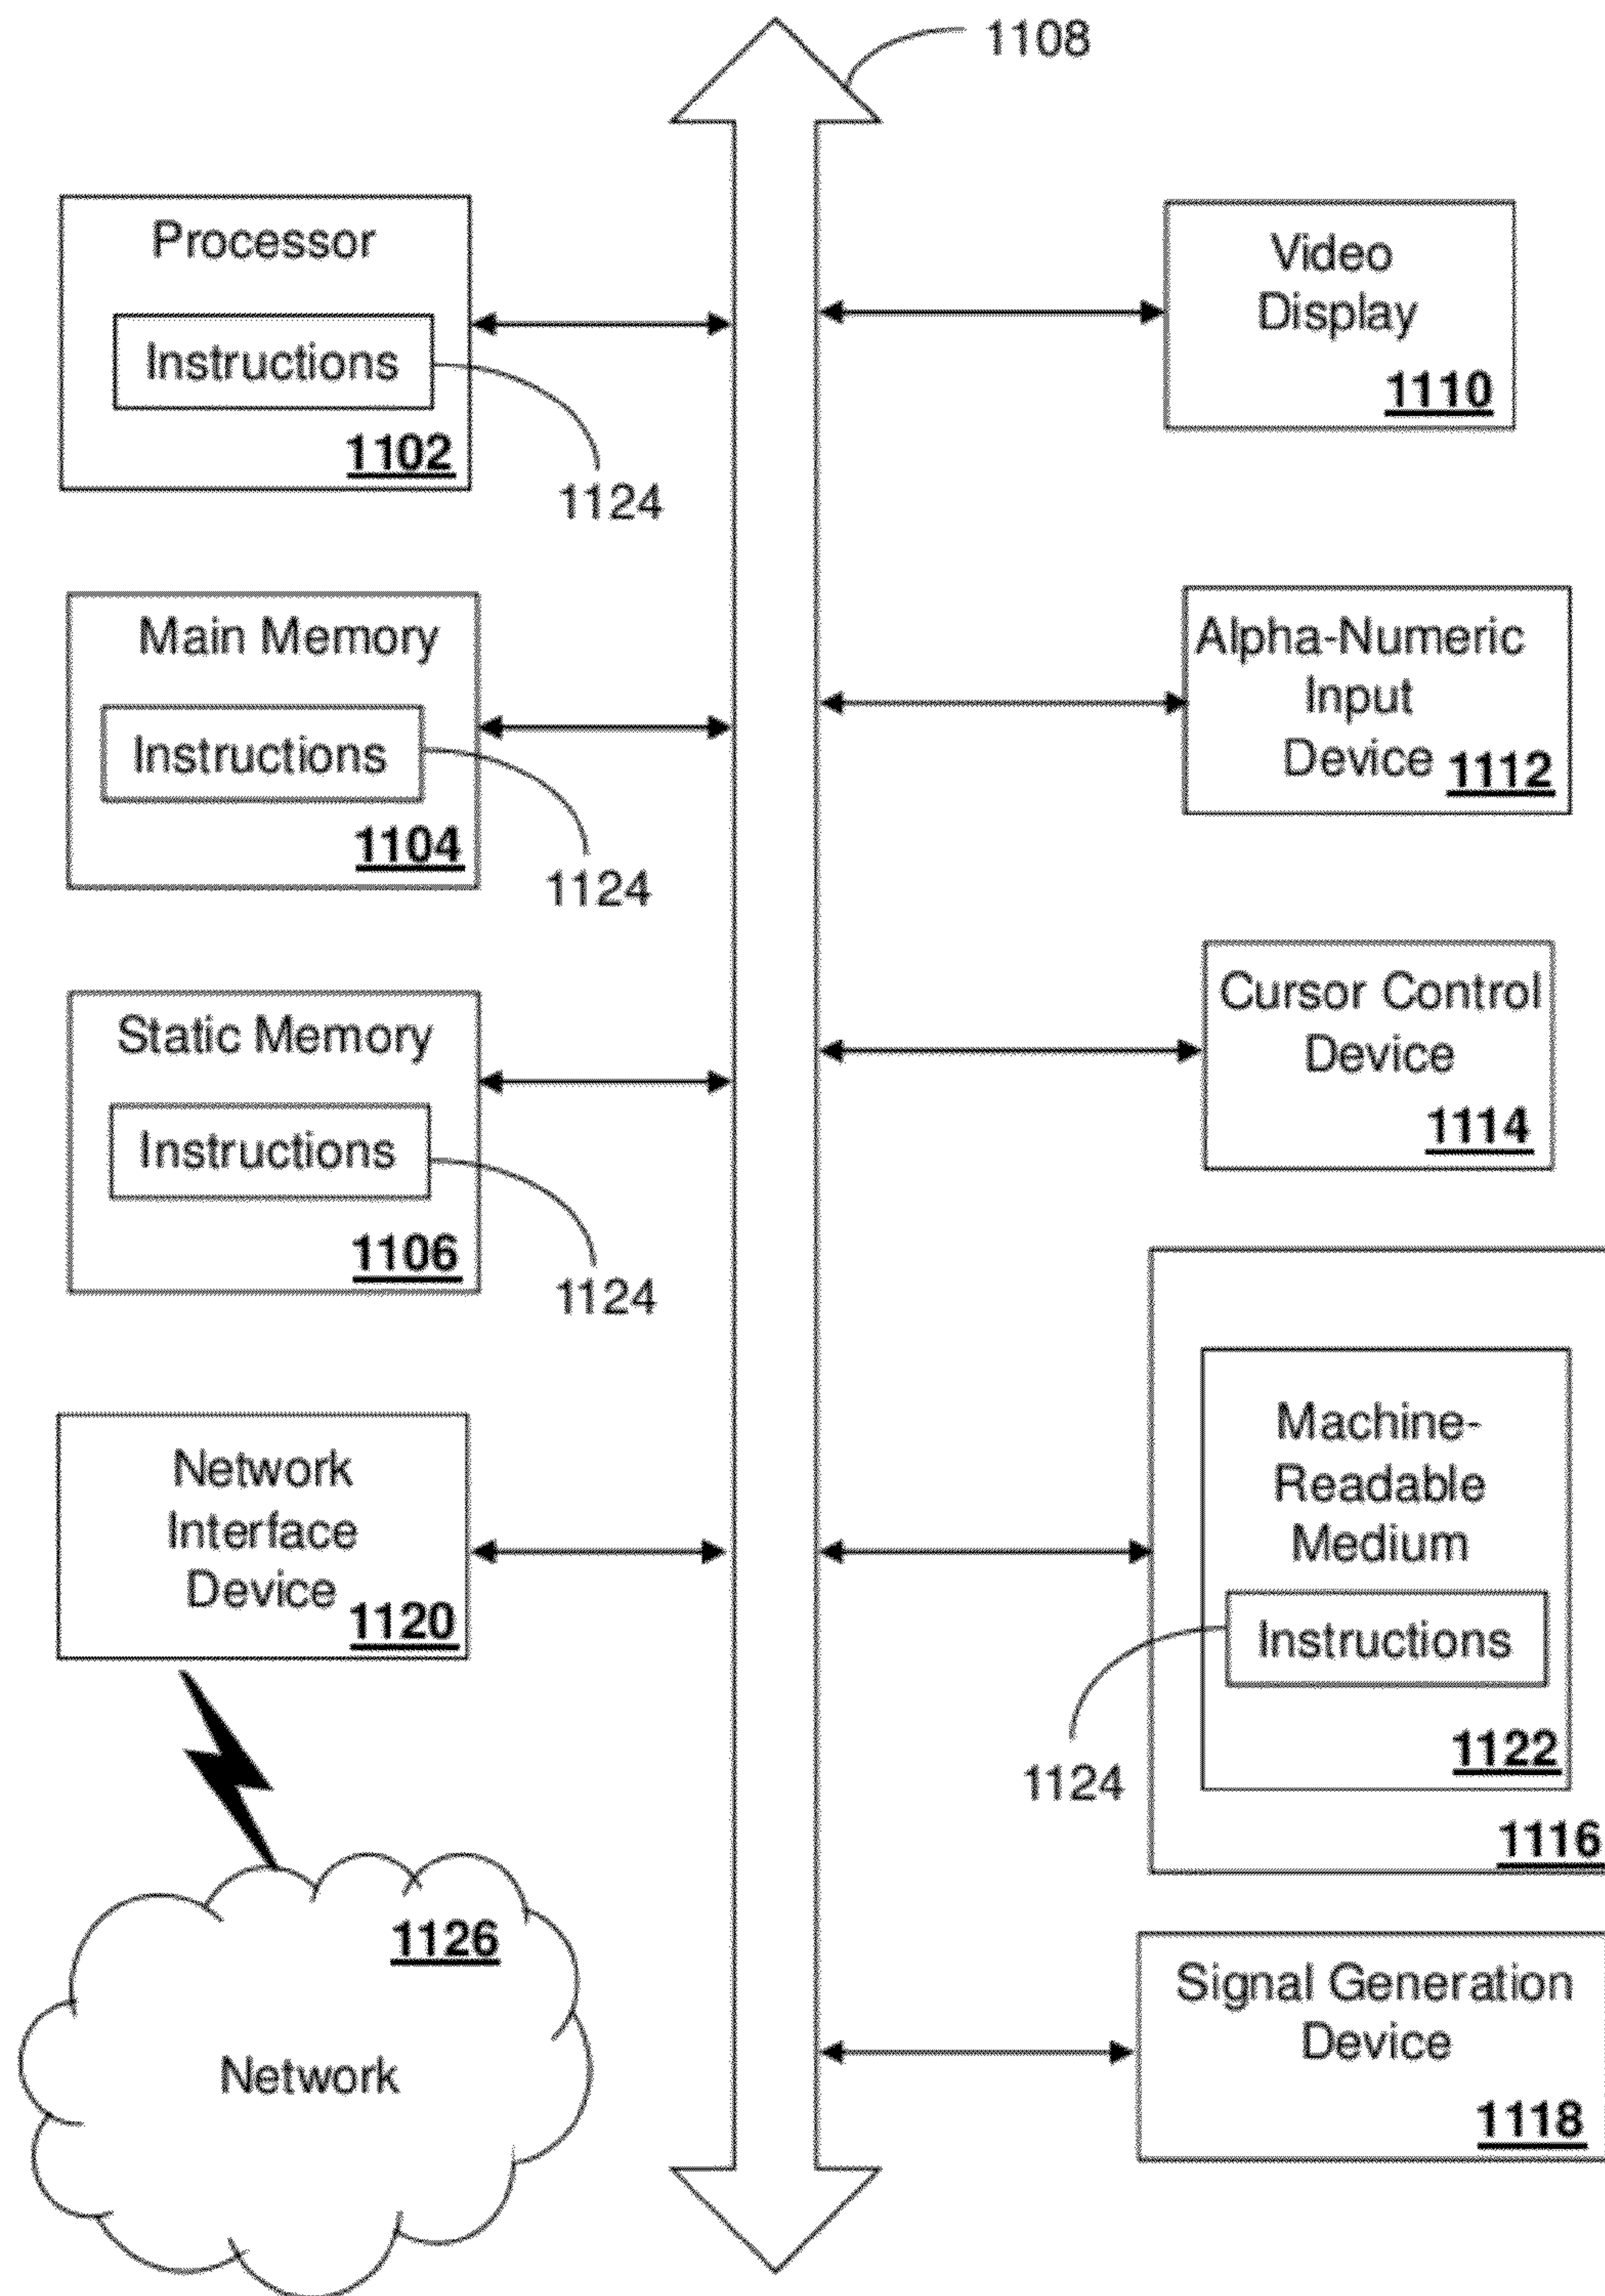 1108
Processor
Instructions
1102
1124
Main Memory
Instructions
1104
1124
Static Memory
Instructions
1106
1124
Network
Interface
Device
1120
1126
Network
Video
Display
1110
Alpha-Numeric
Input
Device 1112
Cursor Control
Device
1114
Machine-
Readable
Medium
Instructions
1122
1124
1116
Signal Generation
Device
1118